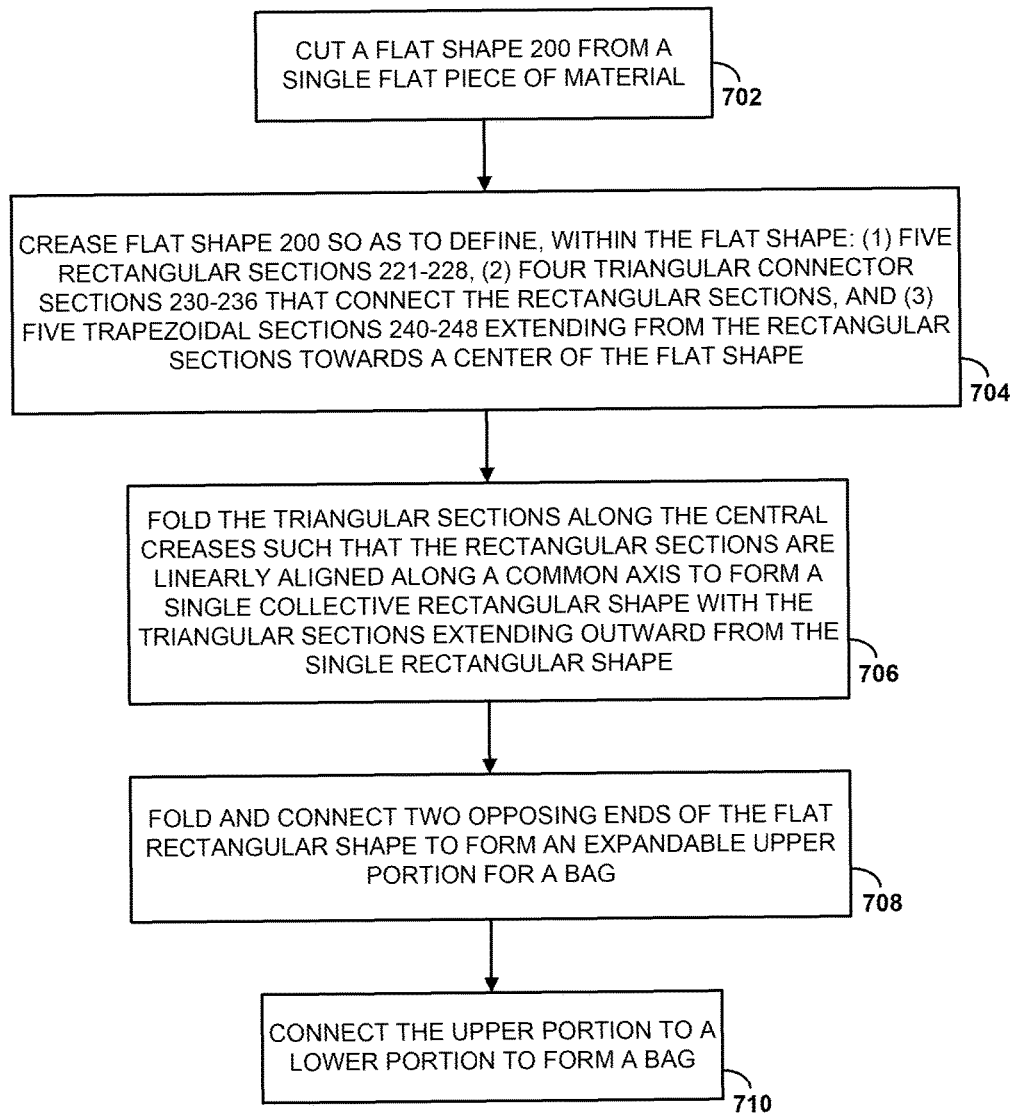 CUT A FLAT SHAPE 200 FROM A
SINGLE FLAT PIECE OF MATERIAL
702
CREASE FLAT SHAPE 200 SO AS TO DEFINE, WITHIN THE FLAT SHAPE: (1) FIVE
RECTANGULAR SECTIONS 221-228, (2) FOUR TRIANGULAR CONNECTOR
SECTIONS 230-236 THAT CONNECT THE RECTANGULAR SECTIONS, AND (3)
FIVE TRAPEZOIDAL SECTIONS 240-248 EXTENDING FROM THE RECTANGULAR
SECTIONS TOWARDS A CENTER OF THE FLAT SHAPE
704
FOLD THE TRIANGULAR SECTIONS ALONG THE CENTRAL
CREASES SUCH THAT THE RECTANGULAR SECTIONS ARE
LINEARLY ALIGNED ALONG A COMMON AXIS TO FORM A
SINGLE COLLECTIVE RECTANGULAR SHAPE WITH THE
TRIANGULAR SECTIONS EXTENDING OUTWARD FROM THE
SINGLE RECTANGULAR SHAPE
706
FOLD AND CONNECT TWO OPPOSING ENDS OF THE FLAT
RECTANGULAR SHAPE TO FORM AN EXPANDABLE UPPER
PORTION FOR A BAG
708
CONNECT THE UPPER PORTION TO A
LOWER PORTION TO FORM A BAG
710